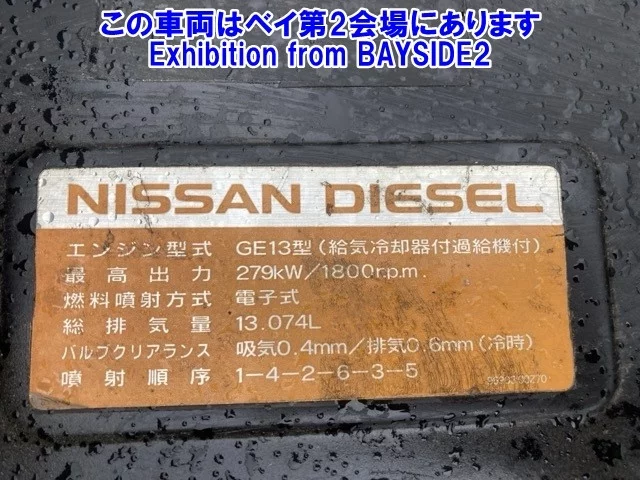 この車両はベイ第2会場にあります
Exhibition from BAYSIDE2
NISSAN DIESEL
エンジン型式 GE13型(給気冷却器付過給機付)
最高出力 279kW/1800r.p.m.
燃料噴射方式 電子式
総排気量 13.074L
バルブクリアランス 吸気0.4mm/排気0.6mm(冷時)
噴射順序 1-4-2-6-3-5